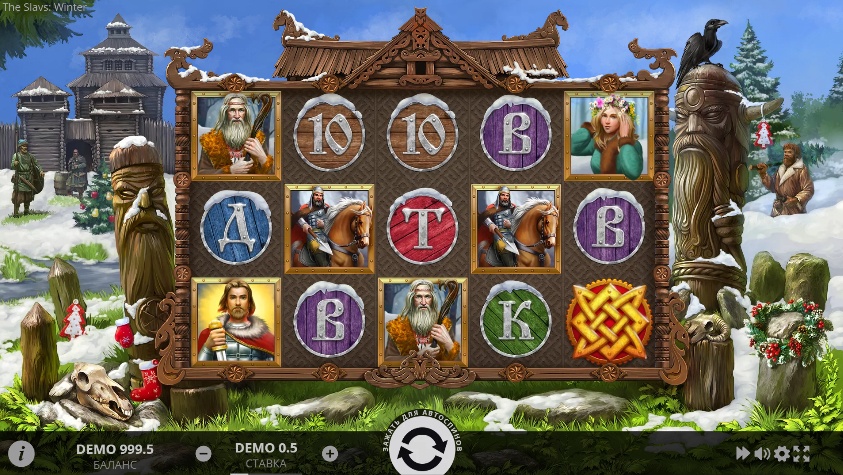 The Slavs: Winter
10 10 В
Д Т В
В К
ЗАЖАТЬ ДЛЯ АВТОСПИНОВ
DEMO 999.5
БАЛАНС
DEMO 0.5
СТАВКА